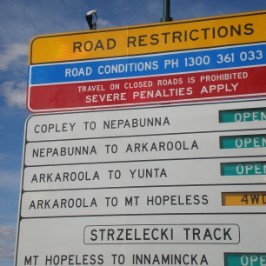 ROAD RESTRICTIONS
ROAD CONDITIONS PH 1300 361 033
TRAVEL ON CLOSED ROADS IS PROHIBITED
SEVERE PENALTIES APPLY
COPLEY TO NEPABUNNA OPEN
NEPABUNNA TO ARKAROOLA OPEN
ARKAROOLA TO YUNTA OPEN
ARKAROOLA TO MT HOPELESS 4WD
STRZELECKI TRACK
MT HOPELESS TO INNAMINCKA OPE